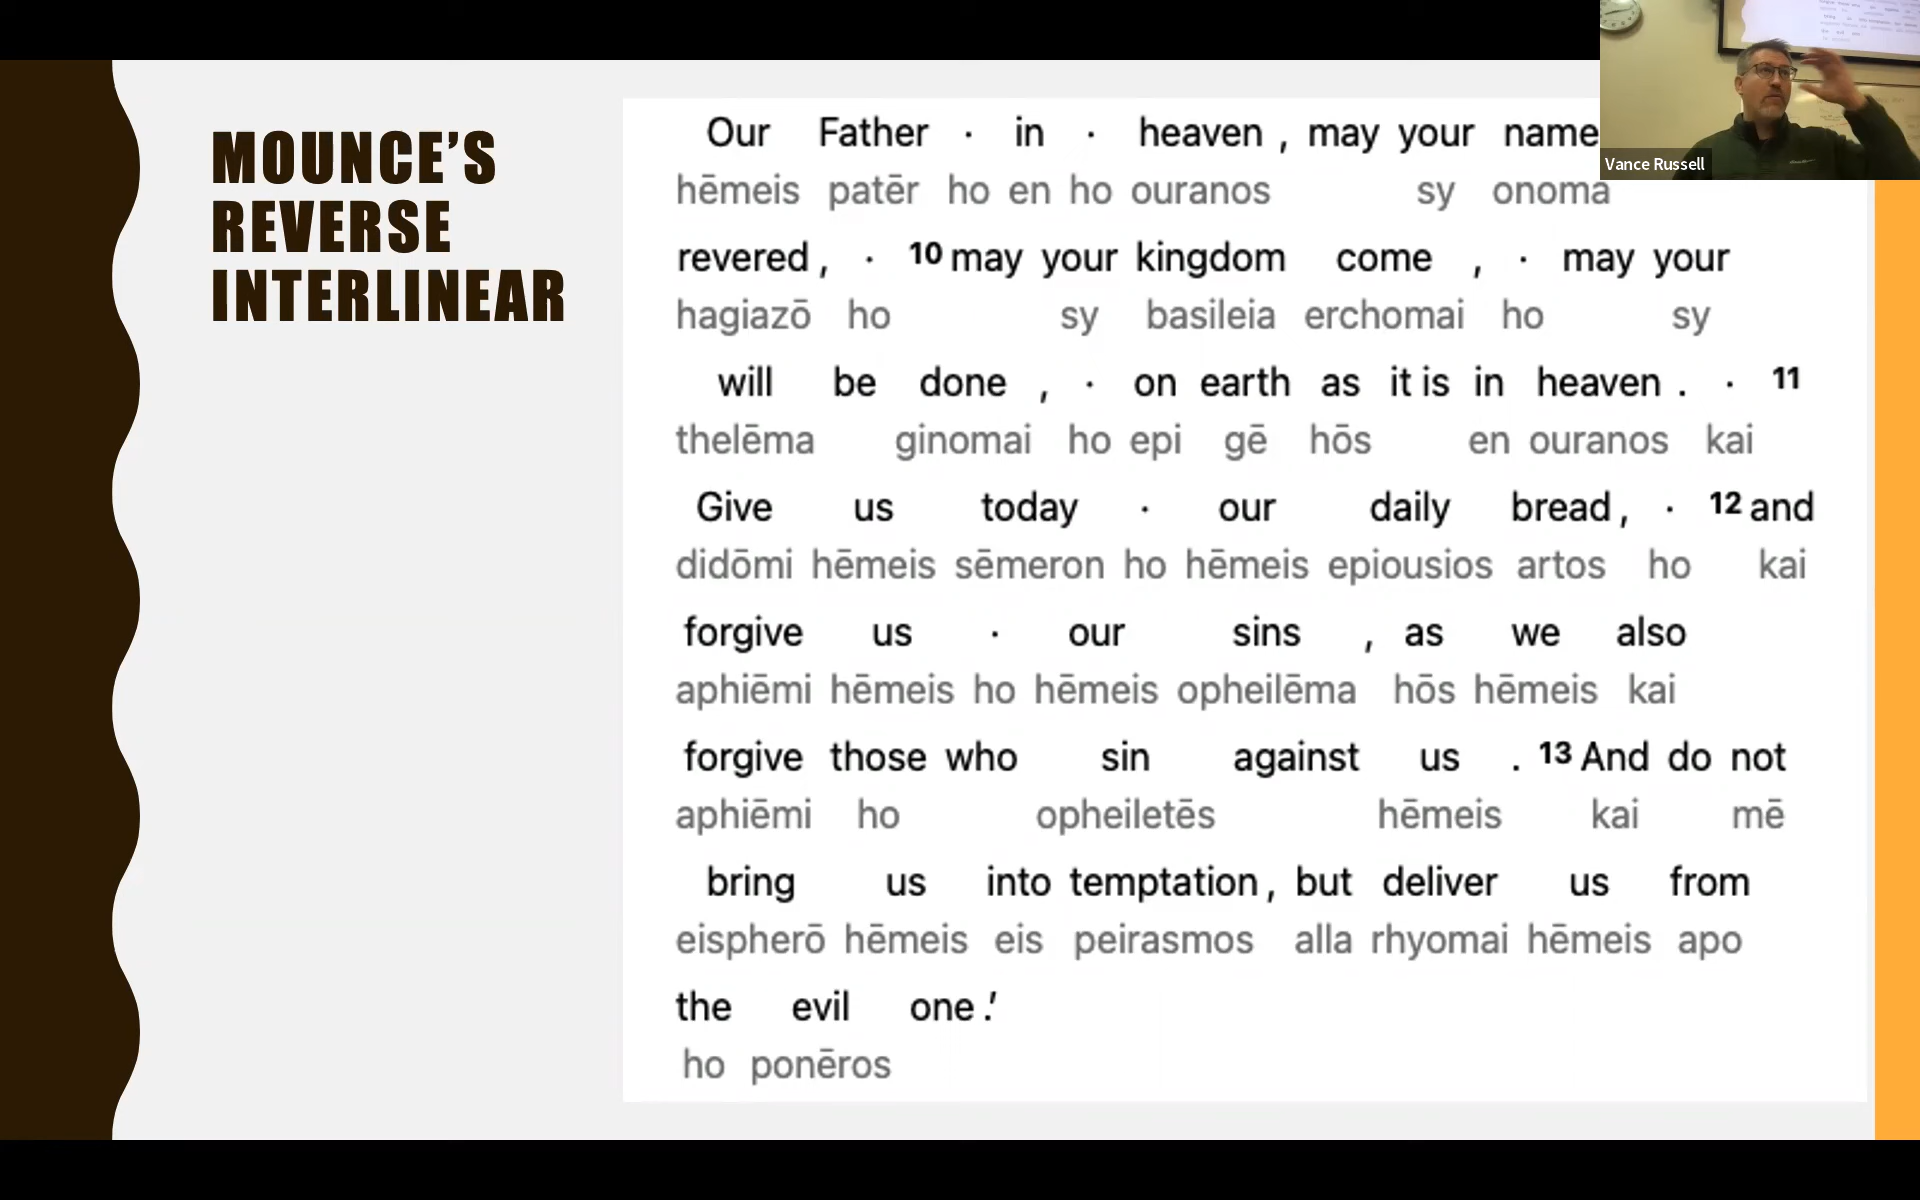 MOUNCE'S
REVERSE
INTERLINEAR
Our Father · in · heaven , may your name
hēmeis patēr ho en ho ouranos sy onoma
revered , · 10 may your kingdom come , · may your
hagiazō ho sy basileia erchomai ho sy
will be done , · on earth as it is in heaven . · 11
thelēma ginomai ho epi gē hōs en ouranos kai
Give us today · our daily bread , · 12 and
didōmi hēmeis sēmeron ho hēmeis epiousios artos ho kai
forgive us · our sins , as we also
aphiēmi hēmeis ho hēmeis opheilēma hōs hēmeis kai
forgive those who sin against us . 13 And do not
aphiēmi ho opheiletēs hēmeis kai mē
bring us into temptation , but deliver us from
eispherō hēmeis eis peirasmos alla rhyomai hēmeis apo
the evil one .'
ho ponēros
Vance Russell